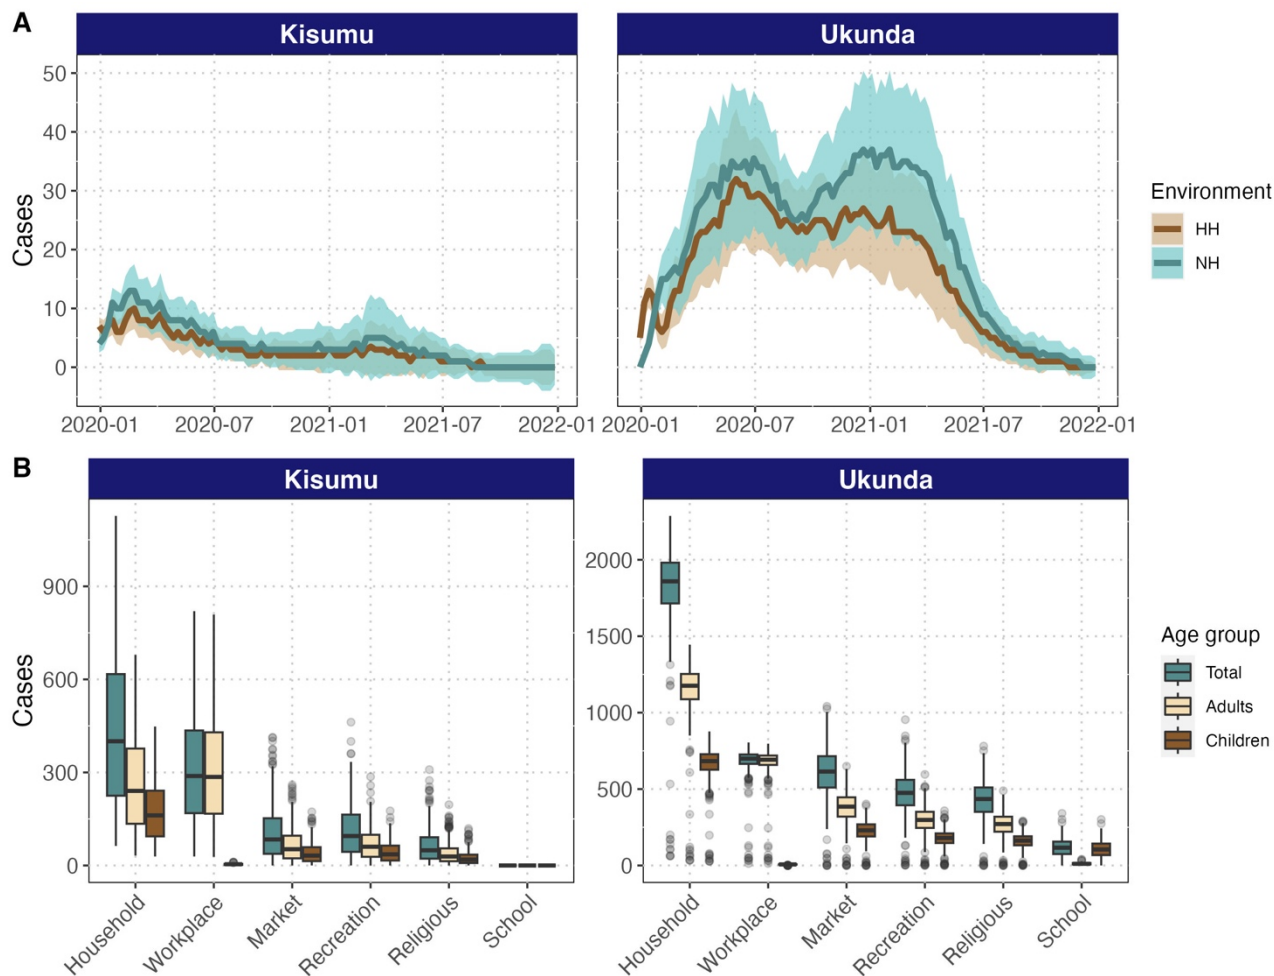 A
Kisumu
Ukunda
Cases
50
40
30
20
10
0
2020-01 2020-07 2021-01 2021-07 2022-01
2020-01 2020-07 2021-01 2021-07 2022-01
Environment
HH
NH
B
Kisumu
Ukunda
Cases
900
600
300
0
2000
1500
1000
500
0
Household Workplace Market Recreation Religious School
Household Workplace Market Recreation Religious School
Age group
Total
Adults
Children